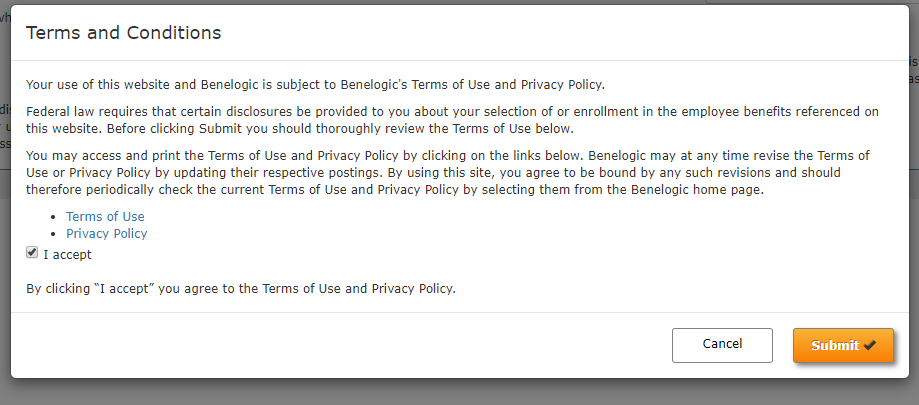 Terms and Conditions
Your use of this website and Benelogic is subject to Benelogic's Terms of Use and Privacy Policy.
Federal law requires that certain disclosures be provided to you about your selection of or enrollment in the employee benefits referenced on
this website. Before clicking Submit you should thoroughly review the Terms of Use below.
You may access and print the Terms of Use and Privacy Policy by clicking on the links below. Benelogic may at any time revise the Terms of
Use or Privacy Policy by updating their respective postings. By using this site, you agree to be bound by any such revisions and should
therefore periodically check the current Terms of Use and Privacy Policy by selecting them from the Benelogic home page.
• Terms of Use
• Privacy Policy
I accept
By clicking “I accept” you agree to the Terms of Use and Privacy Policy.
Cancel Submit